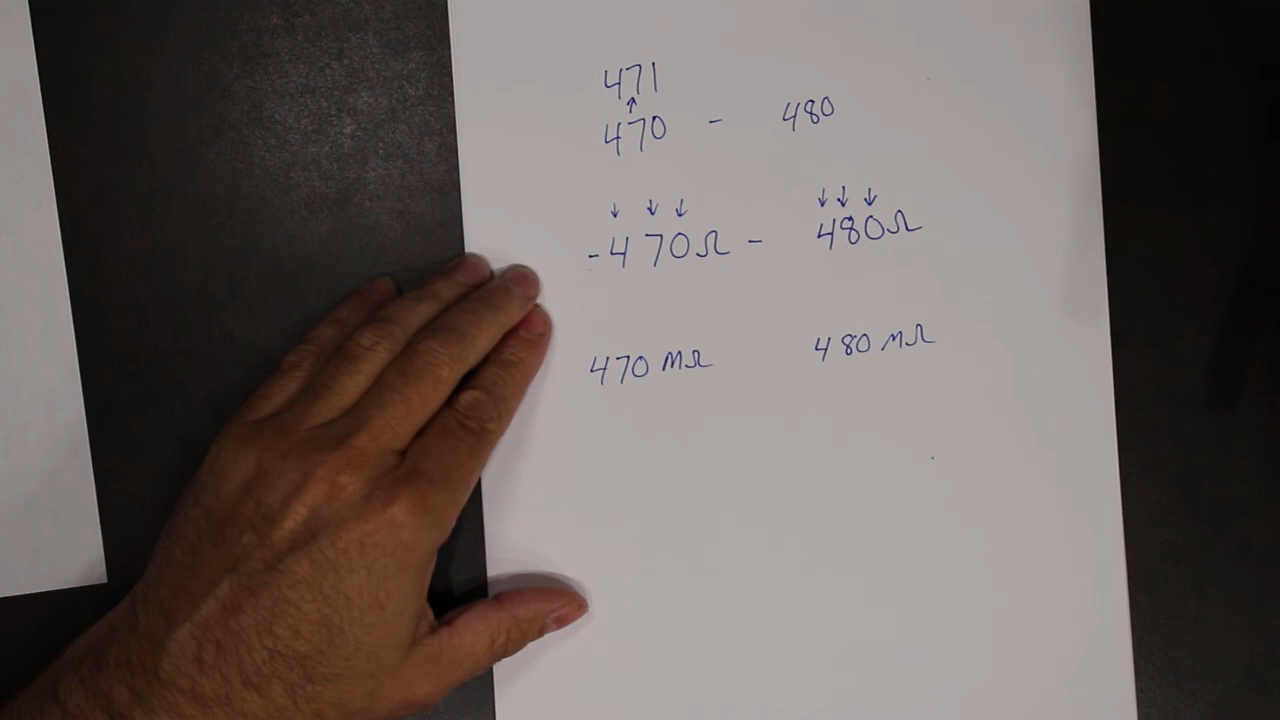 471
↑
470 - 480
↓ ↓ ↓ ↓ ↓ ↓
-470Ω - 480Ω
470 MΩ 480 MΩ